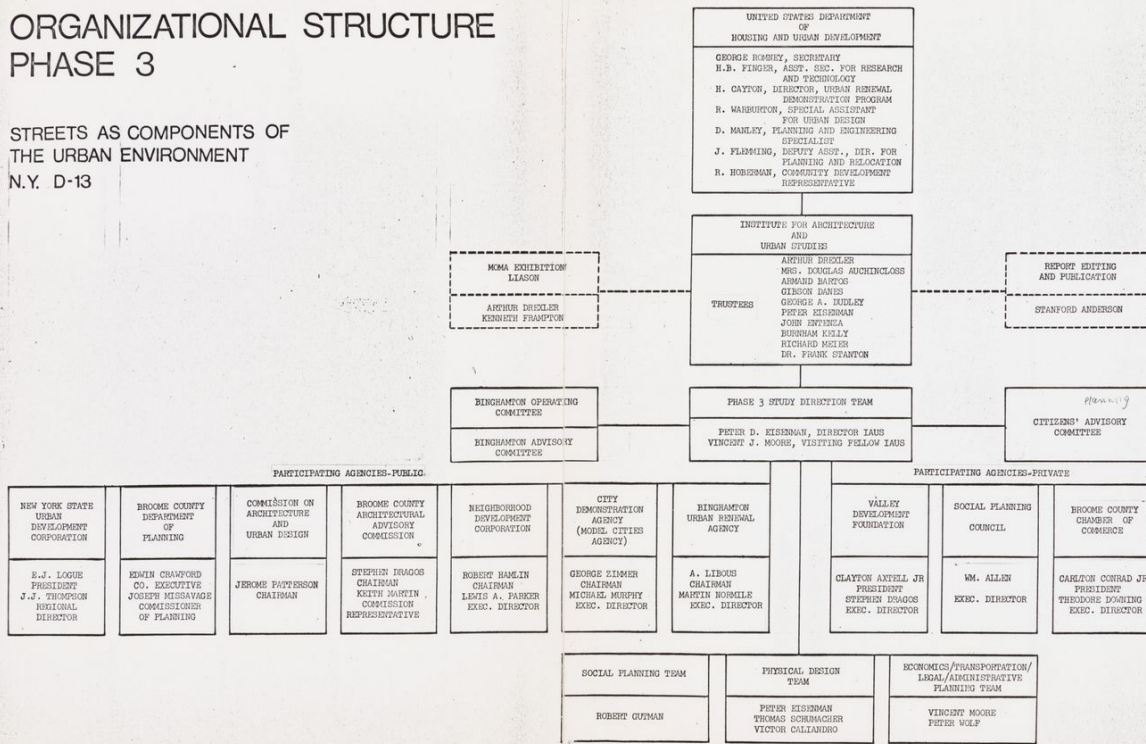 ORGANIZATIONAL STRUCTURE
PHASE 3
STREETS AS COMPONENTS OF
THE URBAN ENVIRONMENT
N.Y. D-13
UNITED STATES DEPARTMENT
OF
HOUSING AND URBAN DEVELOPMENT
GEORGE ROMNEY, SECRETARY
H.B. FINGER, ASST. SEC. FOR RESEARCH
AND TECHNOLOGY
H. CAYTON, DIRECTOR, URBAN RENEWAL
DEMONSTRATION PROGRAM
R. WARBURTON, SPECIAL ASSISTANT
FOR URBAN DESIGN
D. MANLEY, PLANNING AND ENGINEERING
SPECIALIST
J. FLEMMING, DEPUTY ASST., DIR. FOR
PLANNING AND RELOCATION
R. HOBERMAN, COMMUNITY DEVELOPMENT
REPRESENTATIVE
INSTITUTE FOR ARCHITECTURE
AND
URBAN STUDIES
TRUSTEES
ARTHUR DREXLER
MRS. DOUGLAS AUCHINCLOSS
ARMAND BARTOS
GIBSON DANES
GEORGE A. DUDLEY
PETER EISENMAN
JOHN ENTENZA
BURNHAM KELLY
RICHARD MEIER
DR. FRANK STANTON
MOMA EXHIBITION
LIASON
ARTHUR DREXLER
KENNETH FRAMPTON
REPORT EDITING
AND PUBLICATION
STANFORD ANDERSON
BINGHAMTON OPERATING
COMMITTEE
BINGHAMTON ADVISORY
COMMITTEE
PHASE 3 STUDY DIRECTION TEAM
PETER D. EISENMAN, DIRECTOR IAUS
VINCENT J. MOORE, VISITING FELLOW IAUS
Planning
CITIZENS' ADVISORY
COMMITTEE
PARTICIPATING AGENCIES-PUBLIC
NEW YORK STATE
URBAN
DEVELOPMENT
CORPORATION
E.J. LOGUE
PRESIDENT
J.J. THOMPSON
REGIONAL
DIRECTOR
BROOME COUNTY
DEPARTMENT
OF
PLANNING
EDWIN CRAWFORD
CO. EXECUTIVE
JOSEPH MISSAVAGE
COMMISSIONER
OF PLANNING
COMMISSION ON
ARCHITECTURE
AND
URBAN DESIGN
JEROME PATTERSON
CHAIRMAN
BROOME COUNTY
ARCHITECTURAL
ADVISORY
COMMISSION
STEPHEN DRAGOS
CHAIRMAN
KEITH MARTIN
COMMISSION
REPRESENTATIVE
NEIGHBORHOOD
DEVELOPMENT
CORPORATION
ROBERT HAMLIN
CHAIRMAN
LEWIS A. PARKER
EXEC. DIRECTOR
CITY
DEMONSTRATION
AGENCY
(MODEL CITIES
AGENCY)
GEORGE ZIMMER
CHAIRMAN
MICHAEL MURPHY
EXEC. DIRECTOR
BINGHAMTON
URBAN RENEWAL
AGENCY
A. LIBOUS
CHAIRMAN
MARTIN NORMILE
EXEC. DIRECTOR
PARTICIPATING AGENCIES-PRIVATE
VALLEY
DEVELOPMENT
FOUNDATION
CLAYTON AXTELL JR
PRESIDENT
STEPHEN DRAGOS
EXEC. DIRECTOR
SOCIAL PLANNING
COUNCIL
WM. ALLEN
EXEC. DIRECTOR
BROOME COUNTY
CHAMBER OF
COMMERCE
CARLTON CONRAD JR
PRESIDENT
THEODORE DOWNING
EXEC. DIRECTOR
SOCIAL PLANNING TEAM
ROBERT GUTMAN
PHYSICAL DESIGN
TEAM
PETER EISENMAN
THOMAS SCHUMACHER
VICTOR CALIANDRO
ECONOMICS/TRANSPORTATION/
LEGAL/ADMINISTRATIVE
PLANNING TEAM
VINCENT MOORE
PETER WOLF